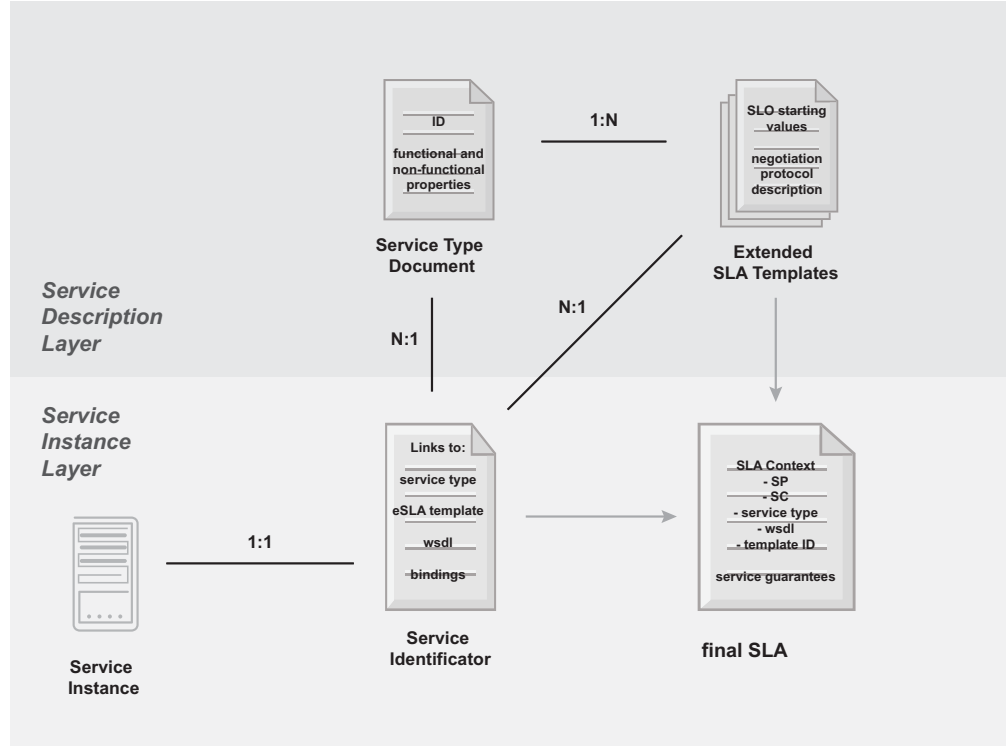 ID
functional and
non-functional
properties
Service Type
Document
1:N
SLO starting
values
negotiation
protocol
description
Extended
SLA Templates
Service
Description
Layer
N:1
N:1
Service
Instance
Layer
Links to:
service type
eSLA template
wsdl
bindings
Service
Identificator
SLA Context
- SP
- SC
- service type
- wsdl
- template ID
service guarantees
final SLA
1:1
Service
Instance